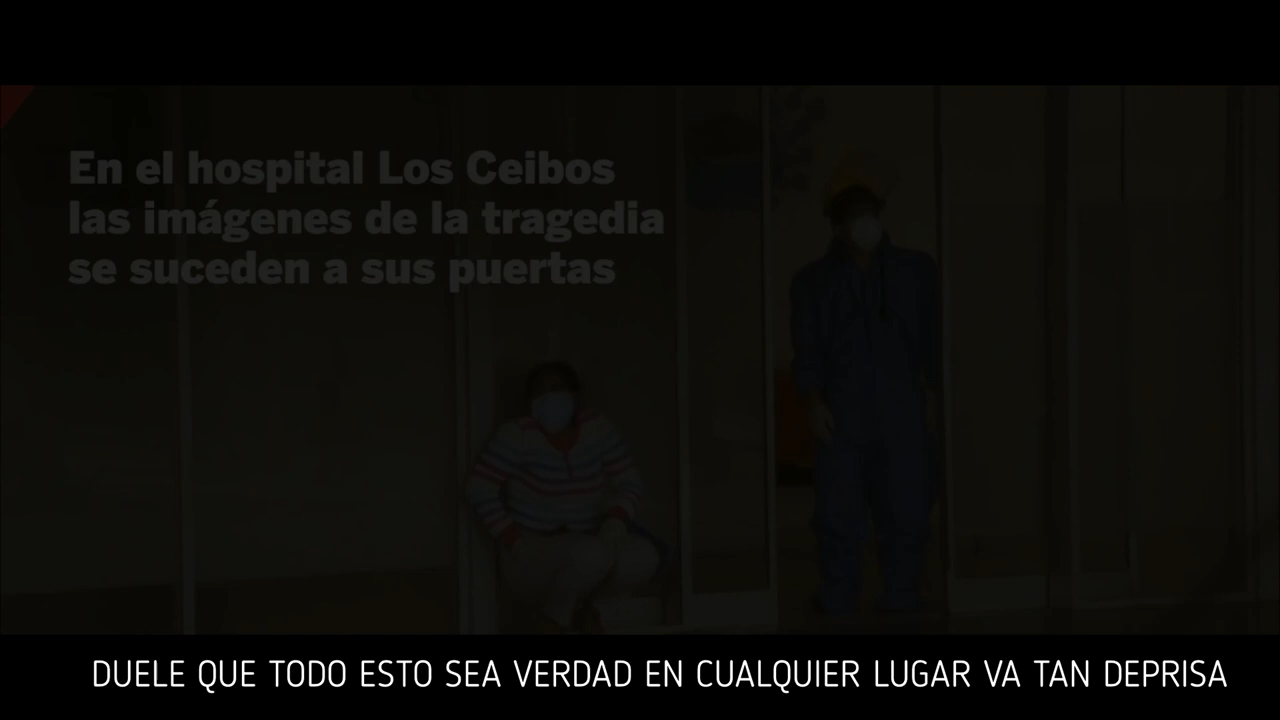 En el hospital Los Ceibos
las imágenes de la tragedia
se suceden a sus puertas
DUELE QUE TODO ESTO SEA VERDAD EN CUALQUIER LUGAR VA TAN DEPRISA